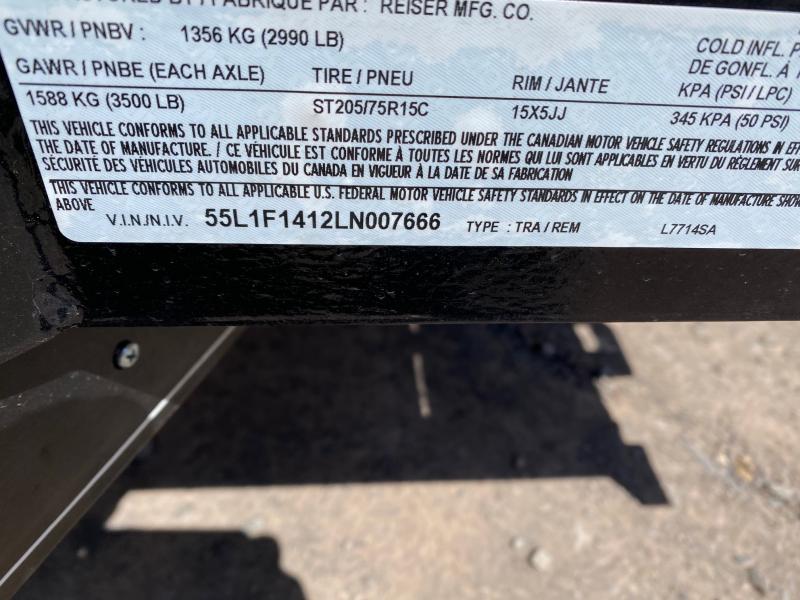 FABRIQUE PAR : REISER MFG. CO.
GVWR / PNBV : 1356 KG (2990 LB)
COLD INFL.
GAWR / PNBE (EACH AXLE) TIRE / PNEU RIM / JANTE DE GONFL. À
KPA (PSI / LPC)
1588 KG (3500 LB) ST205/75R15C 15X5JJ 345 KPA (50 PSI)
THIS VEHICLE CONFORMS TO ALL APPLICABLE STANDARDS PRESCRIBED UNDER THE CANADIAN MOTOR VEHICLE SAFETY REGULATIONS IN
THE DATE OF MANUFACTURE. / CE VÉHICULE EST CONFORME À TOUTES LES NORMES QUI LUI SONT APPLICABLES EN VERTU DU RÈGLEMENT SUR
SÉCURITÉ DES VÉHICULES AUTOMOBILES DU CANADA EN VIGUEUR À LA DATE DE SA FABRICATION
THIS VEHICLE CONFORMS TO ALL APPLICABLE U.S. FEDERAL MOTOR VEHICLE SAFETY STANDARDS IN EFFECT ON THE DATE OF MANUFACTURE
ABOVE
V.I.N./N.I.V. 55L1F1412LN007666 TYPE : TRA / REM L7714SA